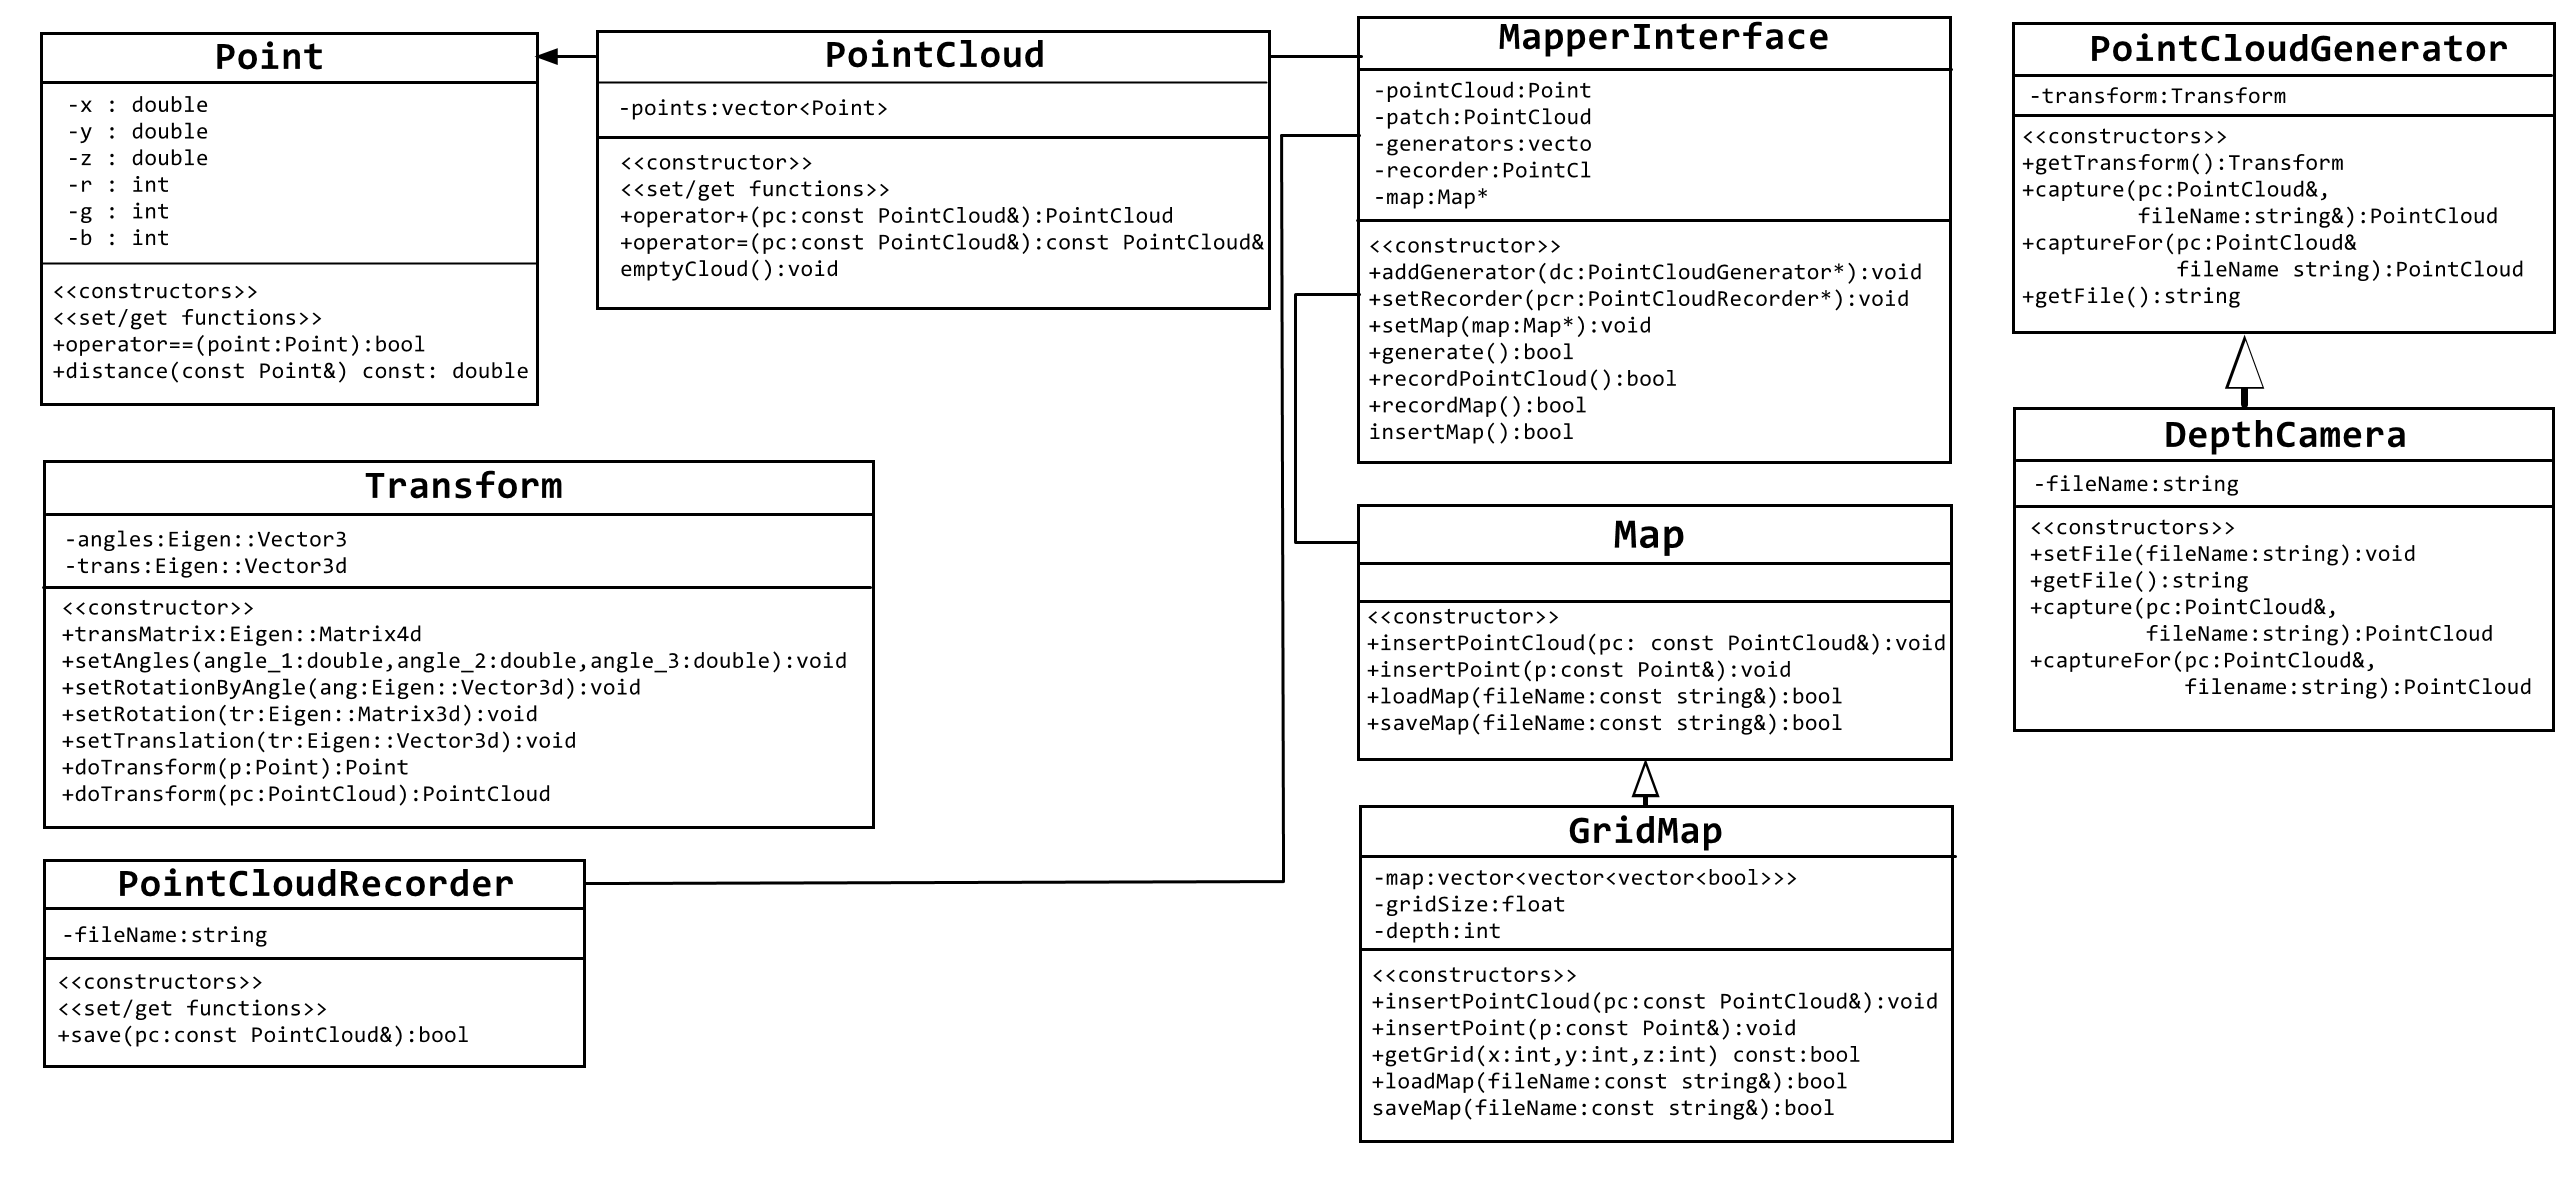 Point
-x : double
-y : double
-z : double
-r : int
-g : int
-b : int
<<constructors>>
<<set/get functions>>
+operator==(point:Point):bool
+distance(const Point&) const: double
PointCloud
-points:vector<Point>
<<constructor>>
<<set/get functions>>
+operator+(pc:const PointCloud&):PointCloud
+operator=(pc:const PointCloud&):const PointCloud&
emptyCloud():void
MapperInterface
-pointCloud:Point
-patch:PointCloud
-generators:vecto
-recorder:PointCl
-map:Map*
<<constructor>>
+addGenerator(dc:PointCloudGenerator*):void
+setRecorder(pcr:PointCloudRecorder*):void
+setMap(map:Map*):void
+generate():bool
+recordPointCloud():bool
+recordMap():bool
insertMap():bool
PointCloudGenerator
-transform:Transform
<<constructors>>
+getTransform():Transform
+capture(pc:PointCloud&,
fileName:string&):PointCloud
+captureFor(pc:PointCloud&
fileName string):PointCloud
+getFile():string
DepthCamera
-fileName:string
<<constructors>>
+setFile(fileName:string):void
+getFile():string
+capture(pc:PointCloud&,
fileName:string):PointCloud
+captureFor(pc:PointCloud&,
filename:string):PointCloud
Transform
-angles:Eigen::Vector3
-trans:Eigen::Vector3d
<<constructor>>
+transMatrix:Eigen::Matrix4d
+setAngles(angle_1:double,angle_2:double,angle_3:double):void
+setRotationByAngle(ang:Eigen::Vector3d):void
+setRotation(tr:Eigen::Matrix3d):void
+setTranslation(tr:Eigen::Vector3d):void
+doTransform(p:Point):Point
+doTransform(pc:PointCloud):PointCloud
Map
<<constructor>>
+insertPointCloud(pc: const PointCloud&):void
+insertPoint(p:const Point&):void
+loadMap(fileName:const string&):bool
+saveMap(fileName:const string&):bool
PointCloudRecorder
-fileName:string
<<constructors>>
<<set/get functions>>
+save(pc:const PointCloud&):bool
GridMap
-map:vector<vector<vector<bool>>>
-gridSize:float
-depth:int
<<constructors>>
+insertPointCloud(pc:const PointCloud&):void
+insertPoint(p:const Point&):void
+getGrid(x:int,y:int,z:int) const:bool
+loadMap(fileName:const string&):bool
saveMap(fileName:const string&):bool